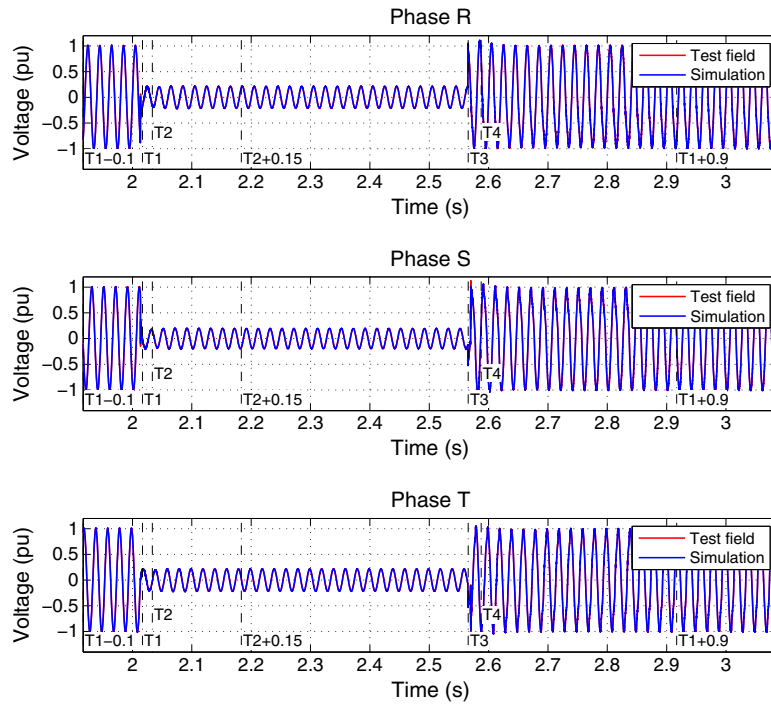 Phase R
Voltage (pu)
1
0.5
0
−0.5
−1
Test field
Simulation
T2
T4
T1−0.1
T1
T2+0.15
T3
T1+0.9
2 2.1 2.2 2.3 2.4 2.5 2.6 2.7 2.8 2.9 3
Time (s)
Phase S
Voltage (pu)
1
0.5
0
−0.5
−1
Test field
Simulation
T2
T4
T1−0.1
T1
T2+0.15
T3
T1+0.9
2 2.1 2.2 2.3 2.4 2.5 2.6 2.7 2.8 2.9 3
Time (s)
Phase T
Voltage (pu)
1
0.5
0
−0.5
−1
Test field
Simulation
T2
T4
T1−0.1
T1
T2+0.15
T3
T1+0.9
2 2.1 2.2 2.3 2.4 2.5 2.6 2.7 2.8 2.9 3
Time (s)